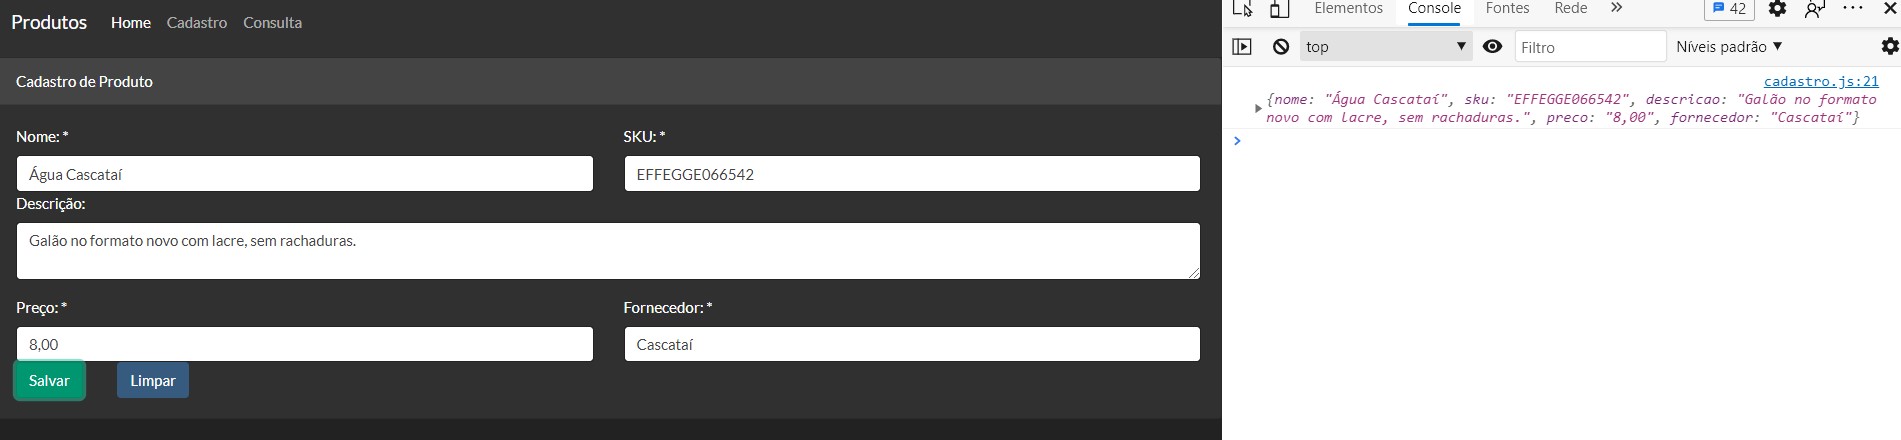 Produtos Home Cadastro Consulta
Cadastro de Produto
Nome: * SKU: *
Água Cascataí EFFEGGE066542
Descrição:
Galão no formato novo com lacre, sem rachaduras.
Preço: * Fornecedor: *
8,00 Cascataí
Salvar Limpar
Elementos Console Fontes Rede 42
top Filtro Níveis padrão
cadastro.js:21
{nome: "Água Cascataí", sku: "EFFEGGE066542", descricao: "Galão no formato
novo com lacre, sem rachaduras.", preco: "8,00", fornecedor: "Cascataí"}